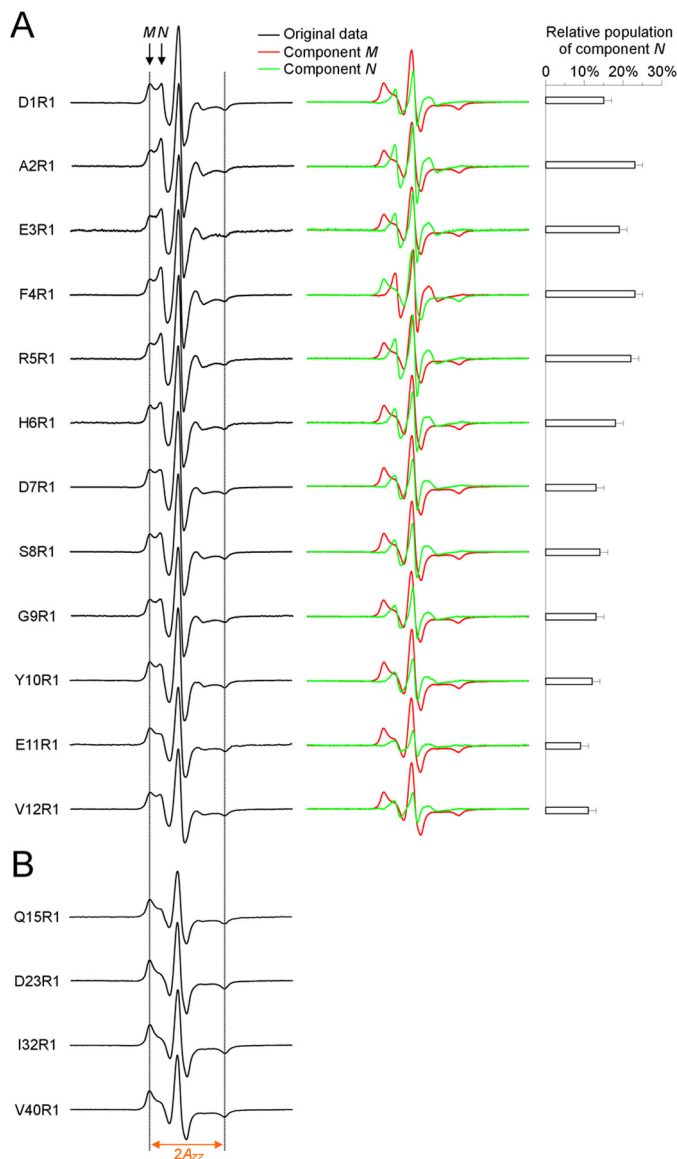 A
M N
Original data
Component M
Component N
Relative population
of component N
0 10% 20% 30%
D1R1
A2R1
E3R1
F4R1
R5R1
H6R1
D7R1
S8R1
G9R1
Y10R1
E11R1
V12R1
B
Q15R1
D23R1
I32R1
V40R1
2Azz